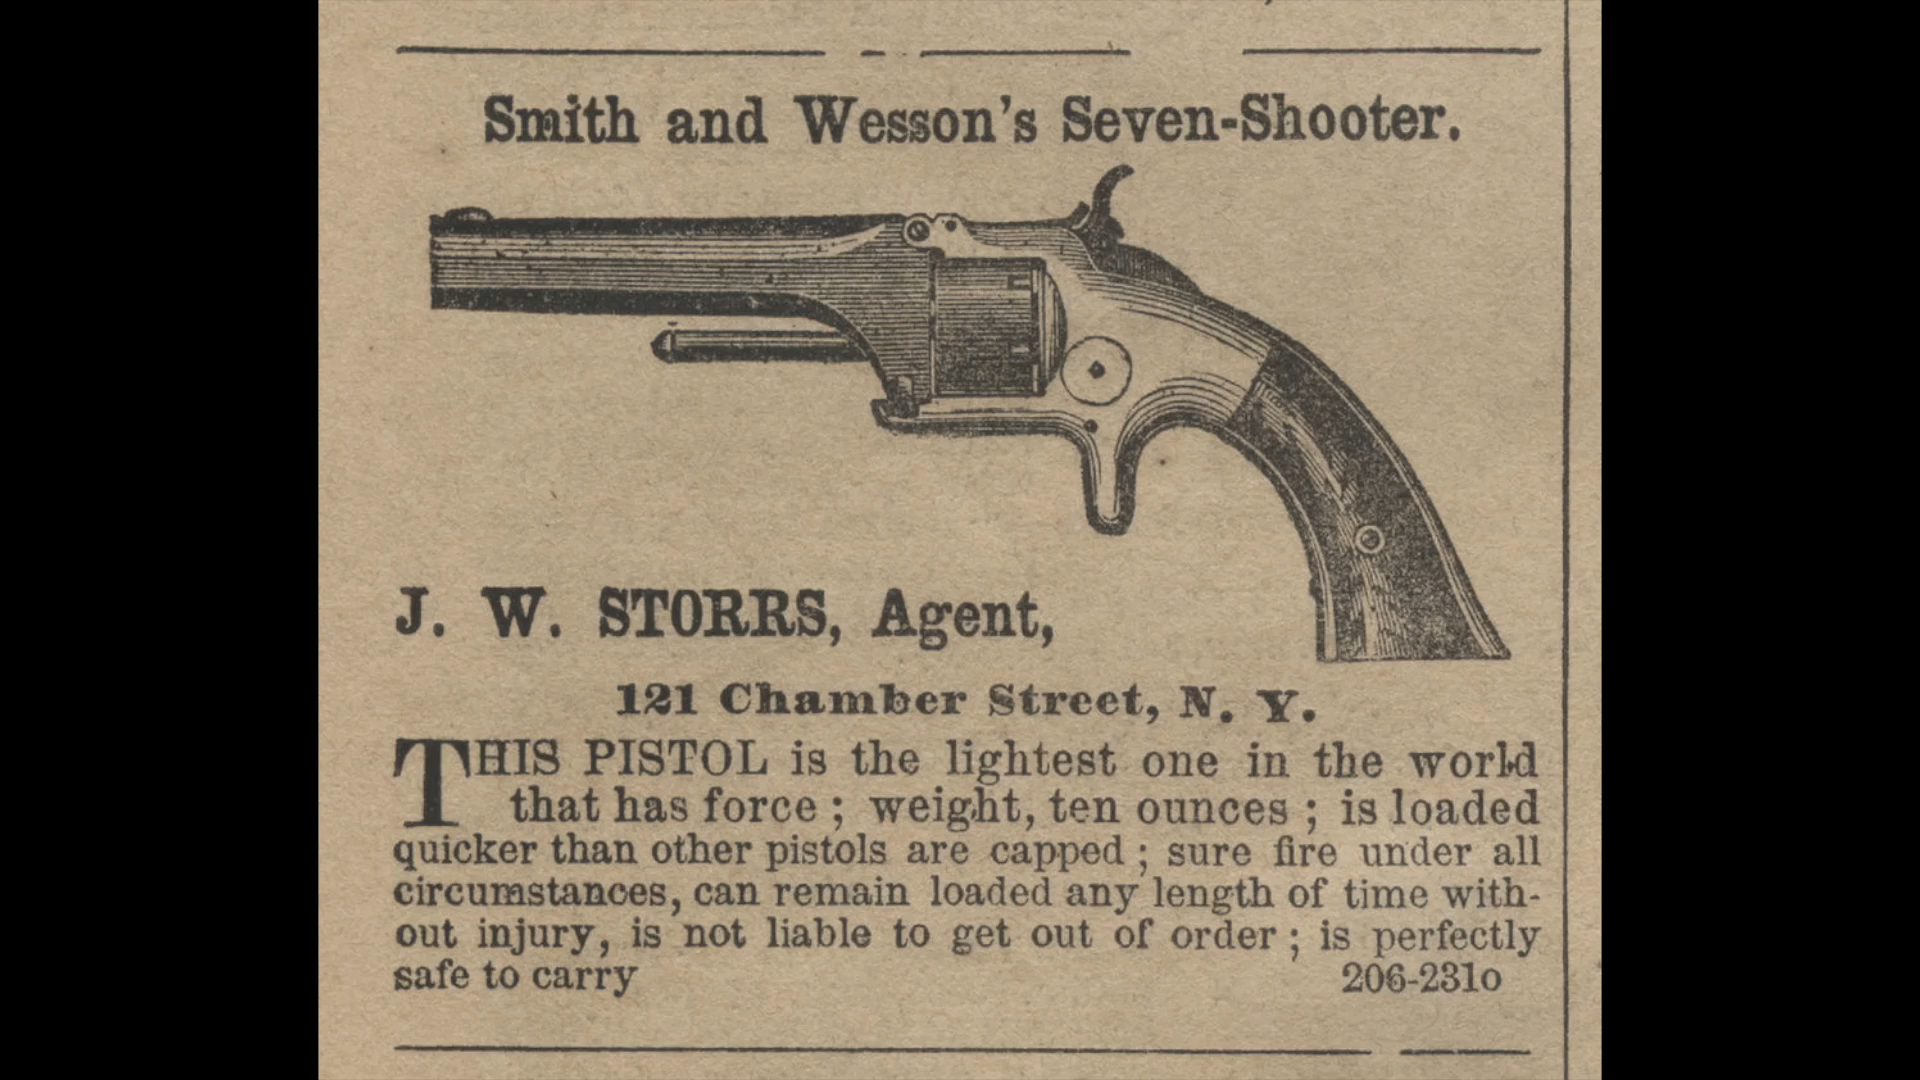 Smith and Wesson's Seven-Shooter.
J. W. STORRS, Agent,
121 Chamber Street, N. Y.
THIS PISTOL is the lightest one in the world
that has force ; weight, ten ounces ; is loaded
quicker than other pistols are capped ; sure fire under all
circumstances, can remain loaded any length of time with-
out injury, is not liable to get out of order ; is perfectly
safe to carry 206-231o